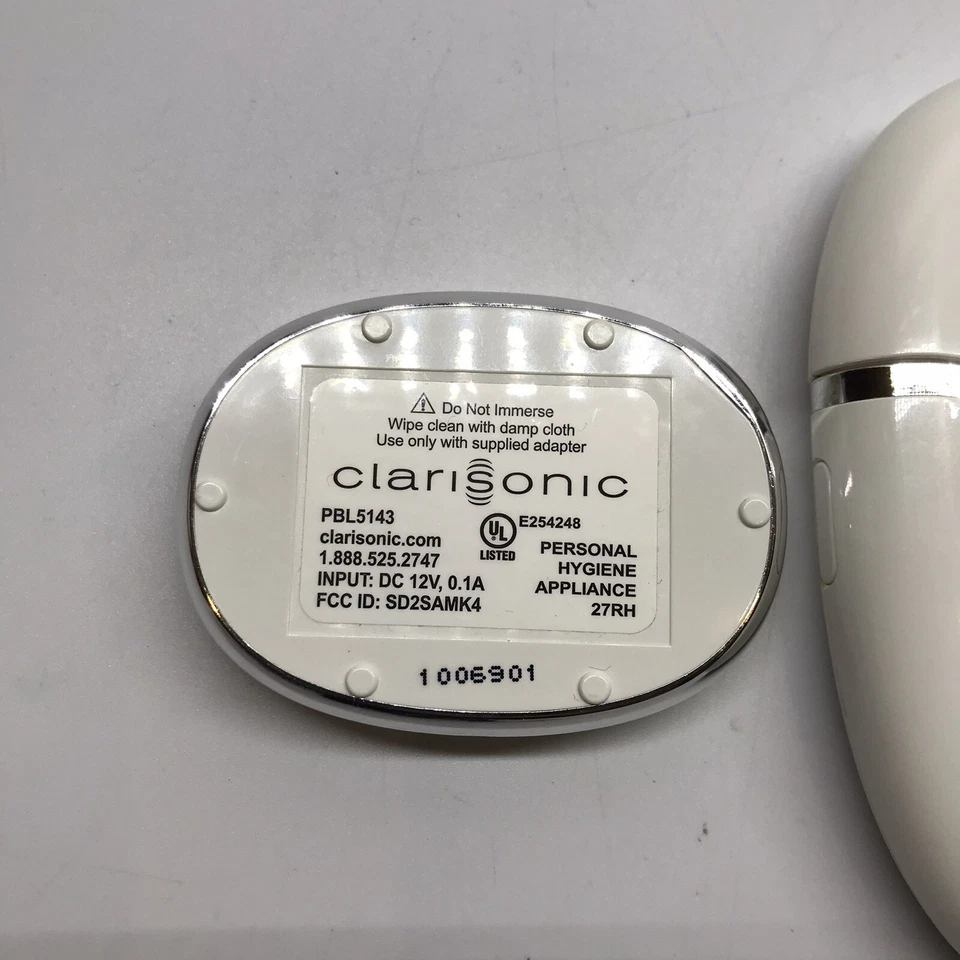 Do Not Immerse
Wipe clean with damp cloth
Use only with supplied adapter
clarisonic
PBL5143
clarisonic.com
1.888.525.2747
INPUT: DC 12V, 0.1A
FCC ID: SD2SAMK4
UL
LISTED
E254248
PERSONAL
HYGIENE
APPLIANCE
27RH
1006901